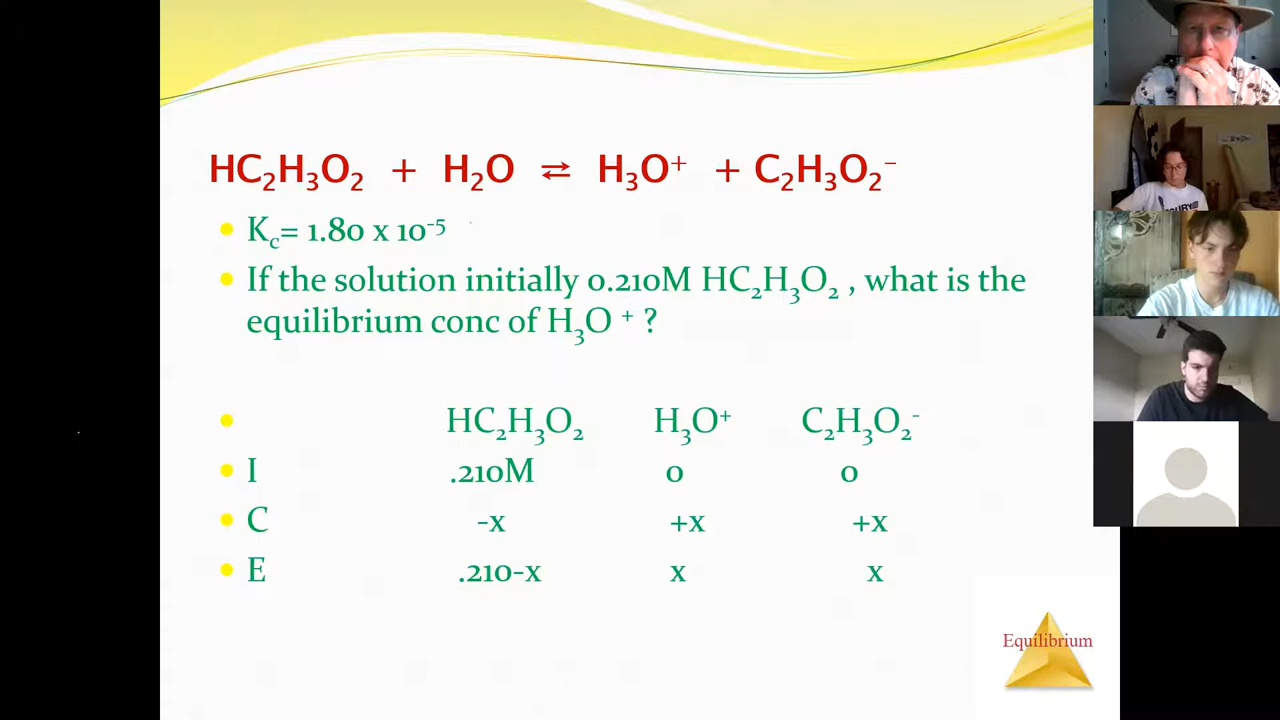 HC₂H₃O₂ + H₂O ⇌ H₃O⁺ + C₂H₃O₂⁻
• K꜀= 1.80 x 10⁻⁵
• If the solution initially 0.210M HC₂H₃O₂ , what is the
equilibrium conc of H₃O ⁺ ?
• HC₂H₃O₂ H₃O⁺ C₂H₃O₂⁻
• I .210M 0 0
• C -x +x +x
• E .210-x x x
Equilibrium